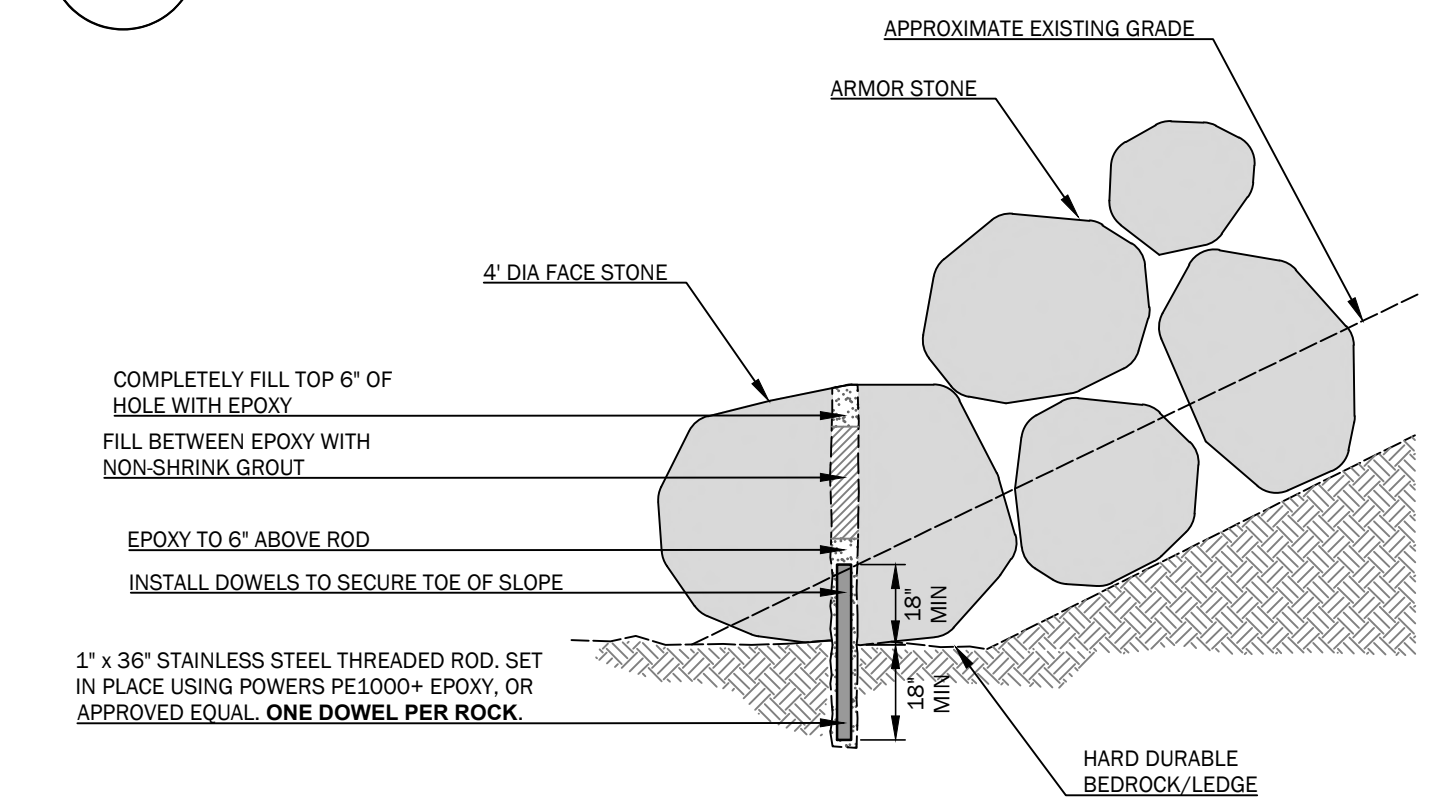 APPROXIMATE EXISTING GRADE
ARMOR STONE
4' DIA FACE STONE
COMPLETELY FILL TOP 6" OF
HOLE WITH EPOXY
FILL BETWEEN EPOXY WITH
NON-SHRINK GROUT
EPOXY TO 6" ABOVE ROD
INSTALL DOWELS TO SECURE TOE OF SLOPE
18"
MIN
1" x 36" STAINLESS STEEL THREADED ROD. SET
IN PLACE USING POWERS PE1000+ EPOXY, OR
APPROVED EQUAL. ONE DOWEL PER ROCK.
18"
MIN
HARD DURABLE
BEDROCK/LEDGE